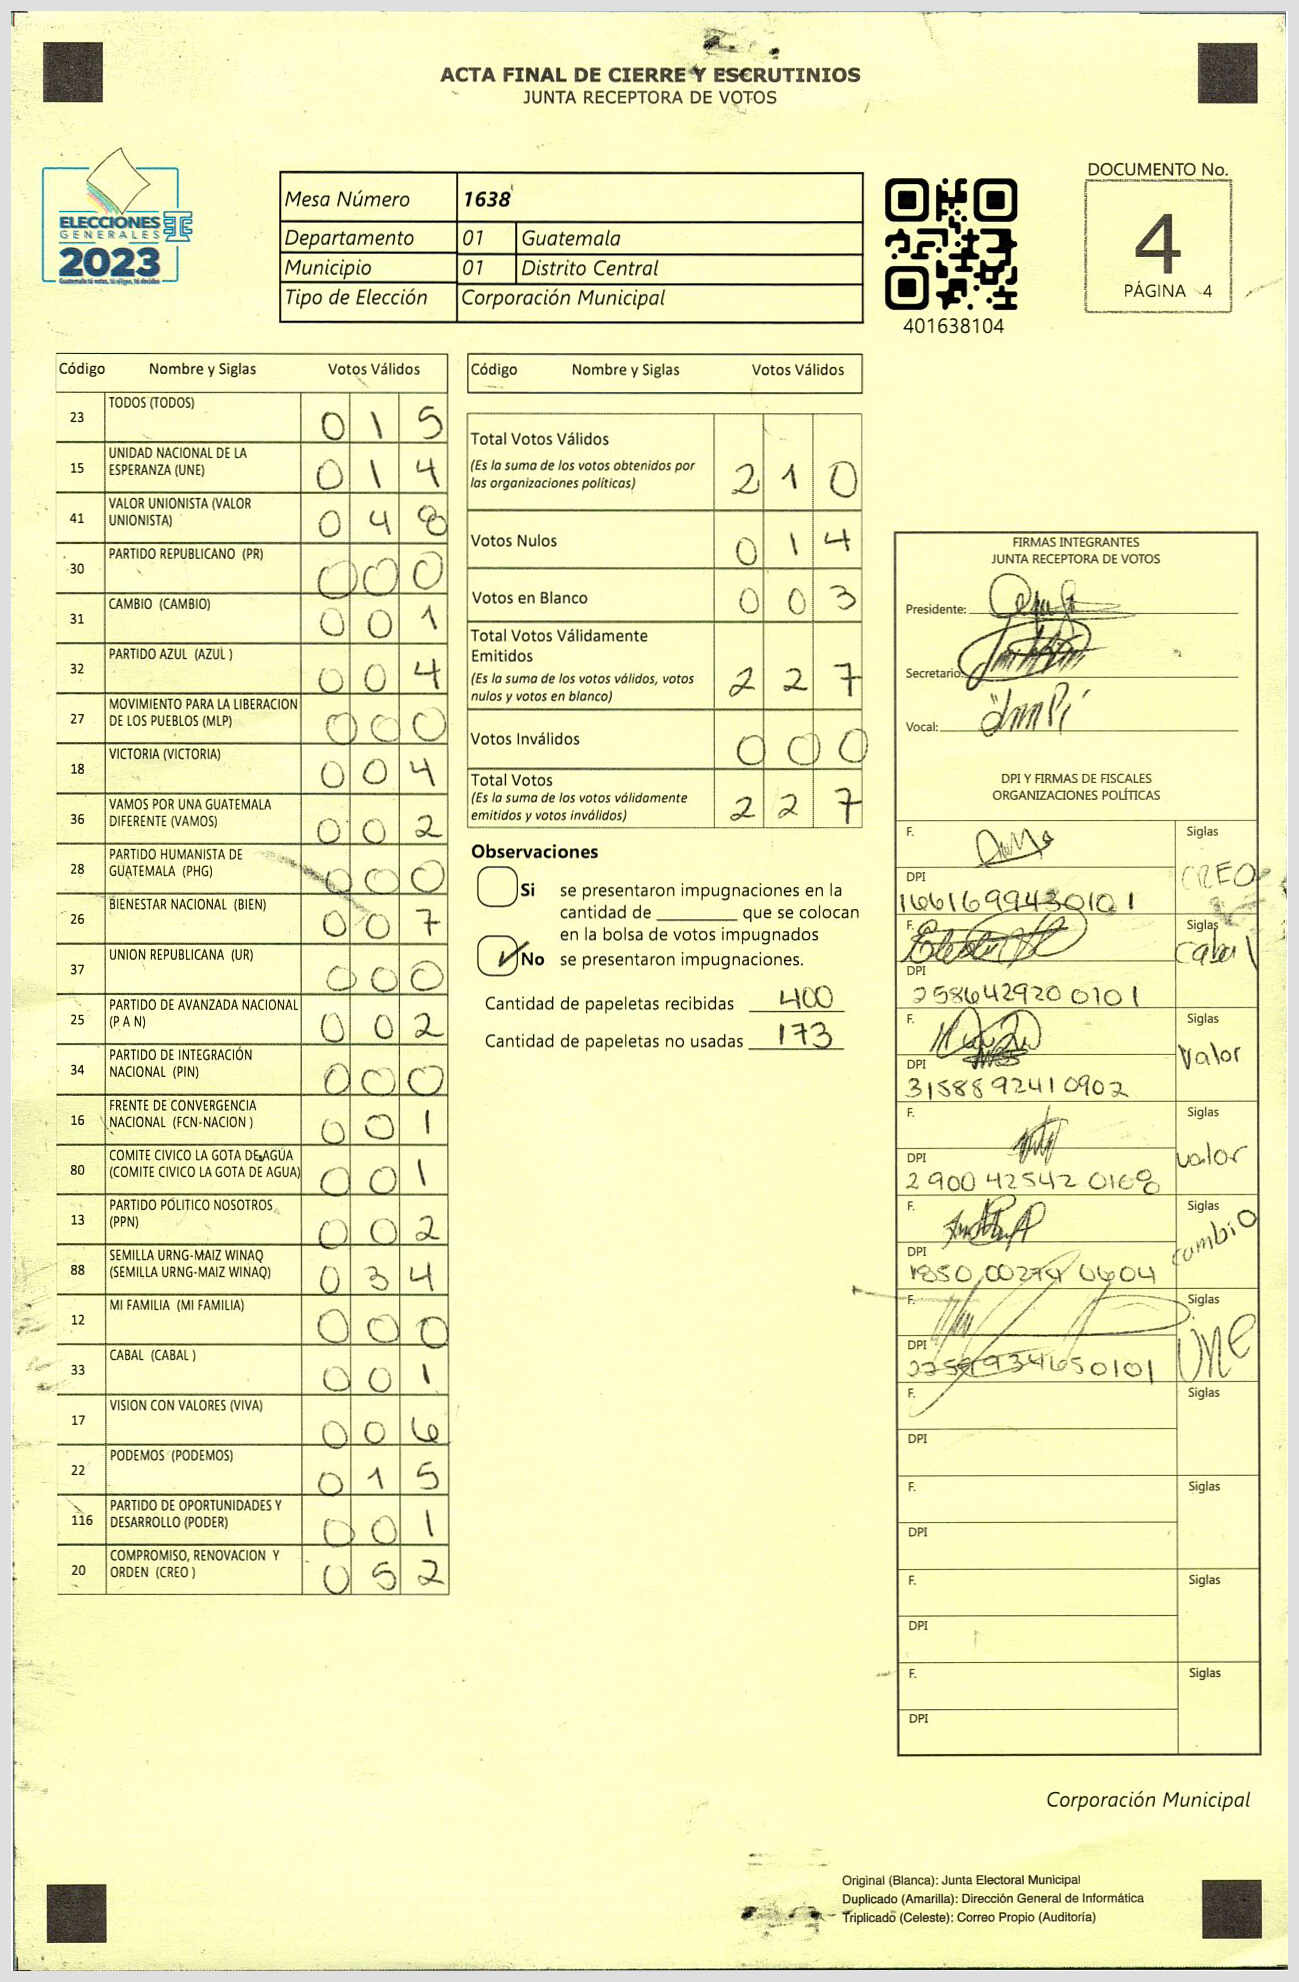 ACTA FINAL DE CIERRE Y ESCRUTINIOS
JUNTA RECEPTORA DE VOTOS
ELECCIONES
GENERALES
2023
Guatemala tú votas, tú eliges, tú decides
Mesa Número 1638
Departamento 01 Guatemala
Municipio 01 Distrito Central
Tipo de Elección Corporación Municipal
401638104
DOCUMENTO No.
4
PÁGINA 4
Código Nombre y Siglas Votos Válidos
23 TODOS (TODOS) 0 1 5
15 UNIDAD NACIONAL DE LA
ESPERANZA (UNE) 0 1 4
41 VALOR UNIONISTA (VALOR
UNIONISTA) 0 4 8
30 PARTIDO REPUBLICANO (PR) 0 0 0
31 CAMBIO (CAMBIO) 0 0 1
32 PARTIDO AZUL (AZUL ) 0 0 4
27 MOVIMIENTO PARA LA LIBERACION
DE LOS PUEBLOS (MLP) 0 0 0
18 VICTORIA (VICTORIA) 0 0 4
36 VAMOS POR UNA GUATEMALA
DIFERENTE (VAMOS) 0 0 2
28 PARTIDO HUMANISTA DE
GUATEMALA (PHG) 0 0 0
26 BIENESTAR NACIONAL (BIEN) 0 0 7
37 UNION REPUBLICANA (UR) 0 0 0
25 PARTIDO DE AVANZADA NACIONAL
(P A N) 0 0 2
34 PARTIDO DE INTEGRACIÓN
NACIONAL (PIN) 0 0 0
16 FRENTE DE CONVERGENCIA
NACIONAL (FCN-NACION ) 0 0 1
80 COMITE CIVICO LA GOTA DE AGÚA
(COMITE CIVICO LA GOTA DE AGUA) 0 0 1
13 PARTIDO POLITICO NOSOTROS
(PPN) 0 0 2
88 SEMILLA URNG-MAIZ WINAQ
(SEMILLA URNG-MAIZ WINAQ) 0 3 4
12 MI FAMILIA (MI FAMILIA) 0 0 0
33 CABAL (CABAL ) 0 0 1
17 VISION CON VALORES (VIVA) 0 0 6
22 PODEMOS (PODEMOS) 0 1 5
116 PARTIDO DE OPORTUNIDADES Y
DESARROLLO (PODER) 0 0 1
20 COMPROMISO, RENOVACION Y
ORDEN (CREO ) 0 5 2
Código Nombre y Siglas Votos Válidos
Total Votos Válidos
(Es la suma de los votos obtenidos por
las organizaciones políticas) 2 1 0
Votos Nulos 0 1 4
Votos en Blanco 0 0 3
Total Votos Válidamente
Emitidos
(Es la suma de los votos válidos, votos
nulos y votos en blanco) 2 2 7
Votos Inválidos 0 0 0
Total Votos
(Es la suma de los votos válidamente
emitidos y votos inválidos) 2 2 7
Observaciones
Si se presentaron impugnaciones en la
cantidad de ________ que se colocan
en la bolsa de votos impugnados
No se presentaron impugnaciones.
Cantidad de papeletas recibidas 400
Cantidad de papeletas no usadas 173
FIRMAS INTEGRANTES
JUNTA RECEPTORA DE VOTOS
Presidente:
Secretario:
Vocal:
DPI Y FIRMAS DE FISCALES
ORGANIZACIONES POLÍTICAS
F. Siglas
CREO
DPI
1661699430101
F. Siglas
Cabal
DPI
2586429200101
F. Siglas
Valor
DPI
3158892410902
F. Siglas
valor
DPI
F. Siglas
cambio
DPI
F. Siglas
UNE
DPI
F. Siglas
DPI
F. Siglas
DPI
F. Siglas
DPI
F. Siglas
DPI
Corporación Municipal
Original (Blanca): Junta Electoral Municipal
Duplicado (Amarilla): Dirección General de Informática
Triplicado (Celeste): Correo Propio (Auditoría)